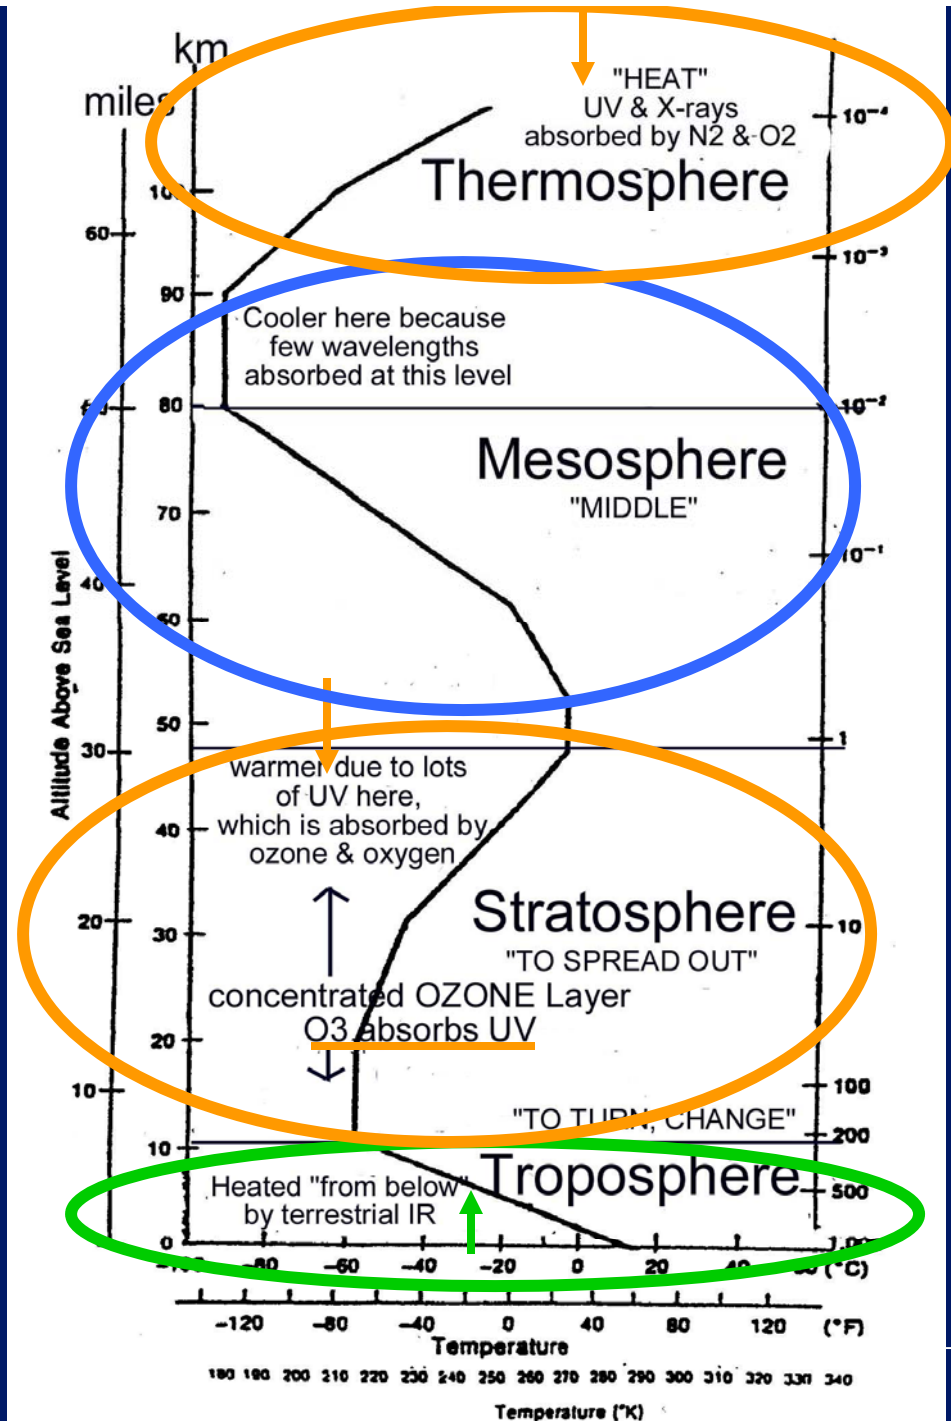 km
miles
"HEAT"
UV & X-rays
absorbed by N2 & O2
10⁻⁴
Thermosphere
100
60
10⁻³
90
Cooler here because
few wavelengths
absorbed at this level
80
10⁻²
Mesosphere
"MIDDLE"
70
10⁻¹
40
60
Altitude Above Sea Level
50
30
1
warmer due to lots
of UV here,
which is absorbed by
ozone & oxygen
40
20
30
Stratosphere
10
"TO SPREAD OUT"
concentrated OZONE Layer
O3 absorbs UV
20
10
100
"TO TURN, CHANGE"
200
10
Troposphere
500
Heated "from below"
by terrestrial IR
0
-80 -60 -40 -20 0 20 40 (°C)
-120 -80 -40 0 40 80 120 (°F)
Temperature
180 190 200 210 220 230 240 250 260 270 280 290 300 310 320 330 340
Temperature (°K)